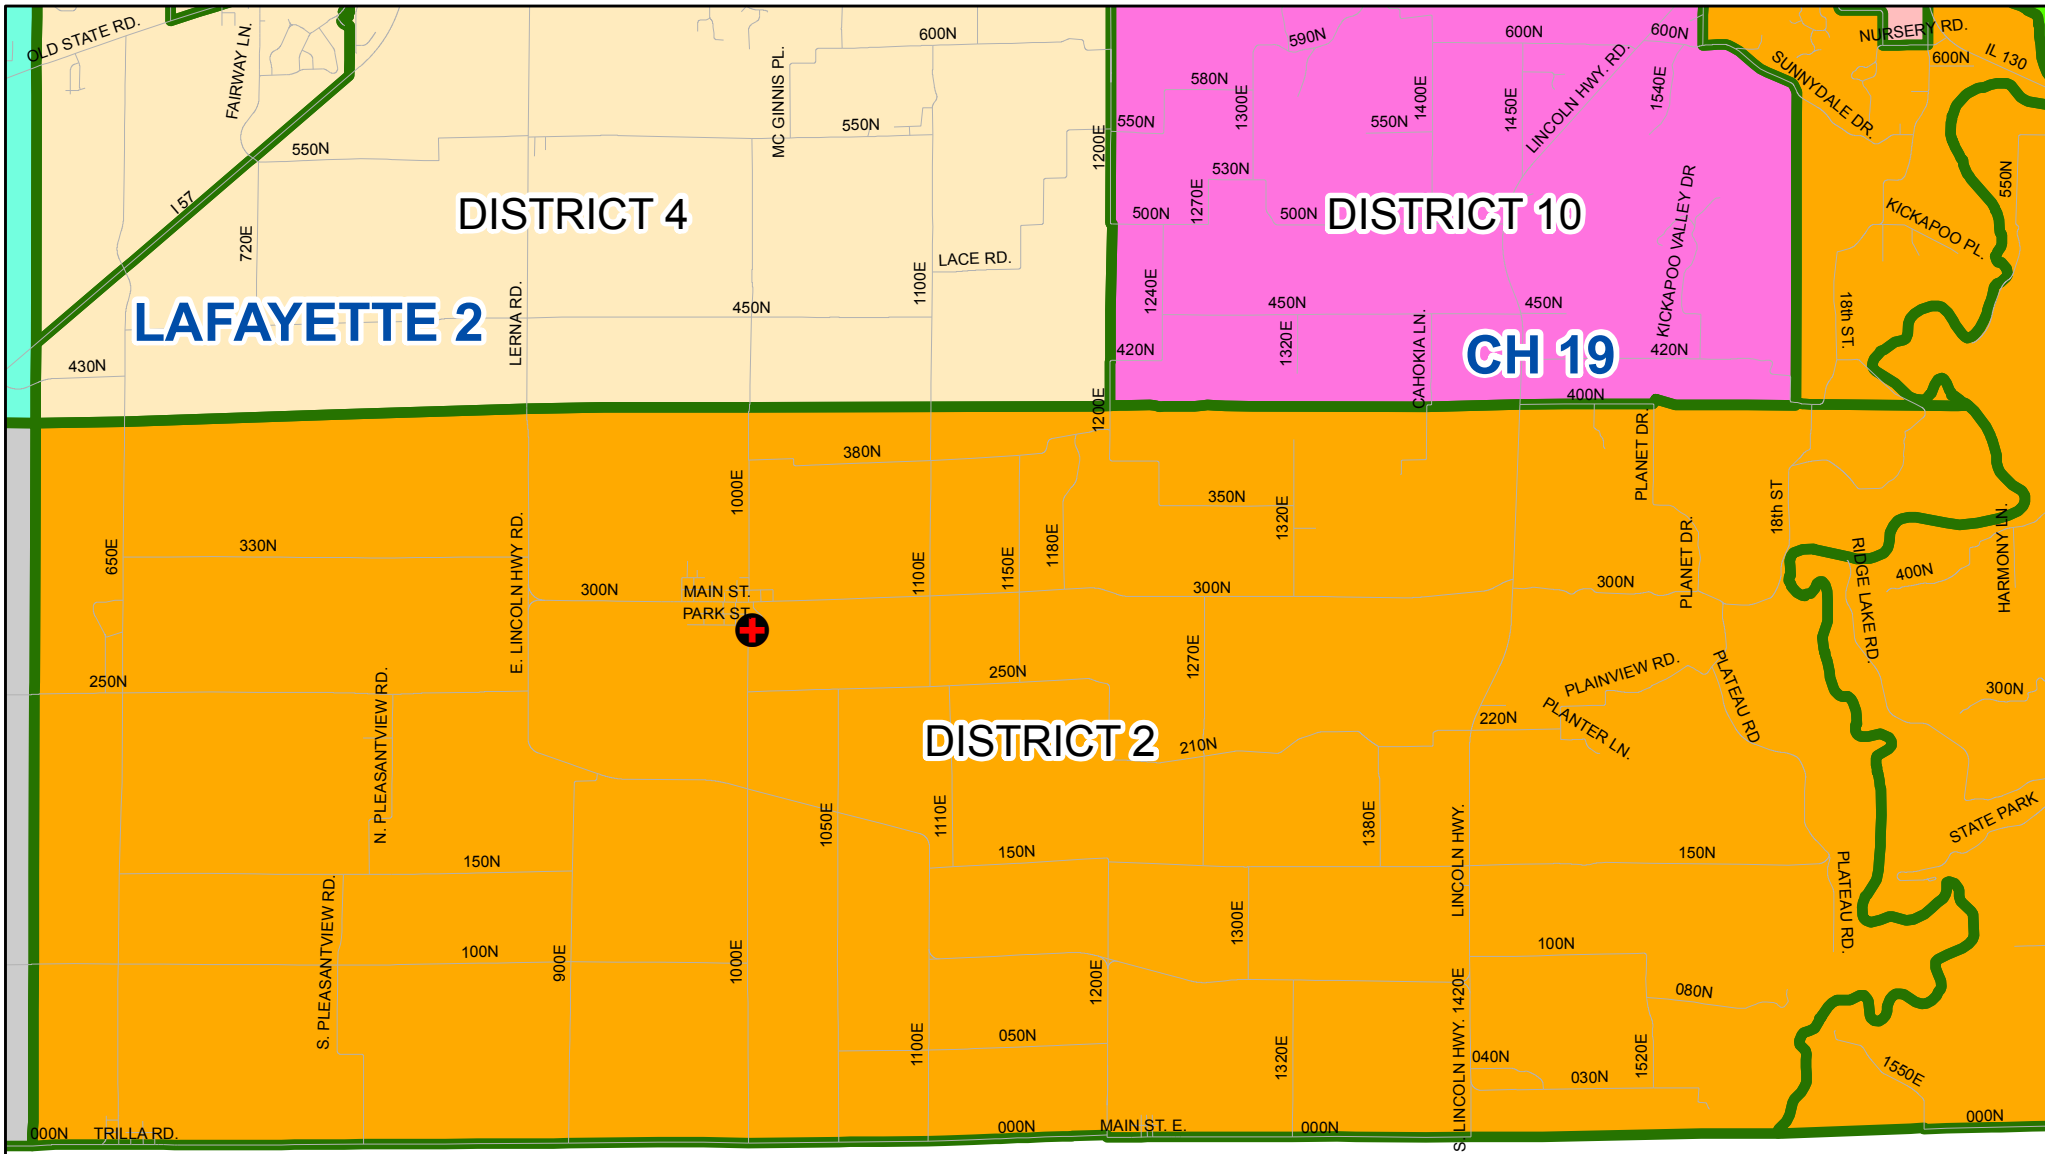 OLD STATE RD.
FAIRWAY LN.
MC GINNIS PL.
600N
590N
600N
600N
NURSERY RD.
IL 130
600N
SUNNYDALE DR.
LINCOLN HWY. RD.
1540E
580N
1300E
1400E
1450E
550N
550N
550N
550N
1200E
I 57
720E
530N
1270E
500N
500N
DISTRICT 4
DISTRICT 10
KICKAPOO VALLEY DR
KICKAPOO PL.
550N
LACE RD.
1100E
1240E
LERNA RD.
450N
450N
450N
LAFAYETTE 2
CH 19
18th ST.
1320E
CAHOKIA LN.
420N
420N
430N
400N
1200E
PLANET DR.
380N
1000E
350N
1320E
18th ST
650E
330N
E. LINCOLN HWY RD.
1100E
1150E
1180E
PLANET DR.
RIDGE LAKE RD.
400N
HARMONY LN.
300N
MAIN ST.
PARK ST.
300N
300N
1270E
250N
250N
N. PLEASANTVIEW RD.
PLAINVIEW RD.
PLATEAU RD
300N
PLANTER LN.
220N
DISTRICT 2
210N
1050E
1110E
1380E
LINCOLN HWY.
STATE PARK
150N
150N
150N
PLATEAU RD.
S. PLEASANTVIEW RD.
1300E
100N
900E
1000E
1200E
100N
S. LINCOLN HWY. 1420E
080N
050N
1100E
1320E
040N
1520E
030N
1550E
000N
TRILLA RD.
000N
MAIN ST. E.
000N
000N